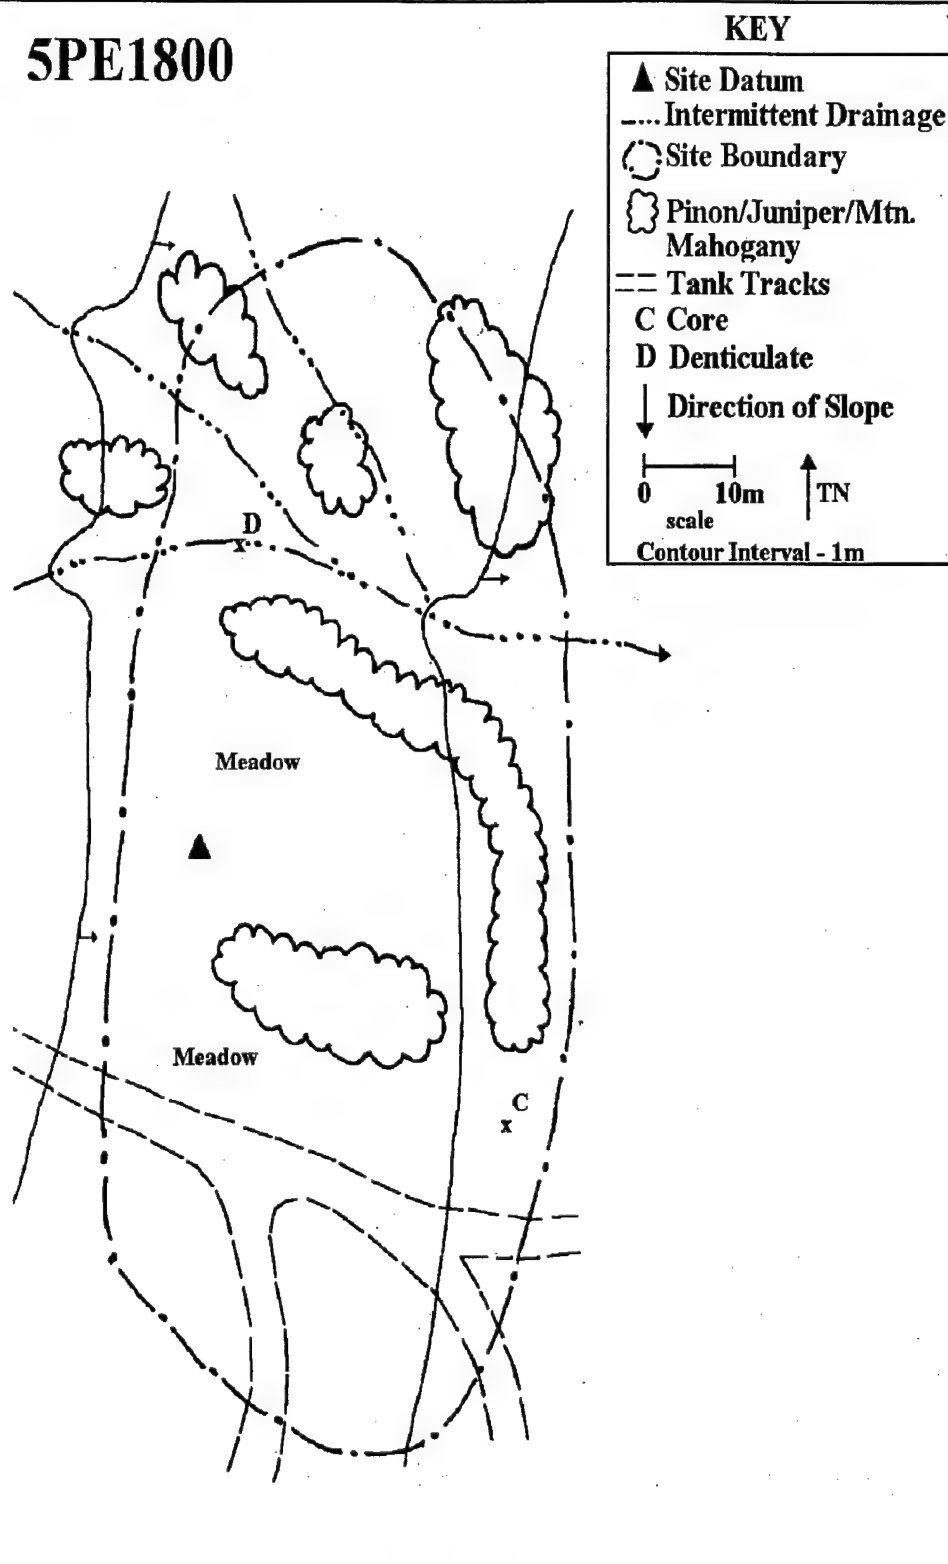 5PE1800
KEY
Site Datum
Intermittent Drainage
Site Boundary
Pinon/Juniper/Mtn.
Mahogany
Tank Tracks
C Core
D Denticulate
Direction of Slope
0 10m
scale
TN
Contour Interval - 1m
D
x
Meadow
Meadow
C
x